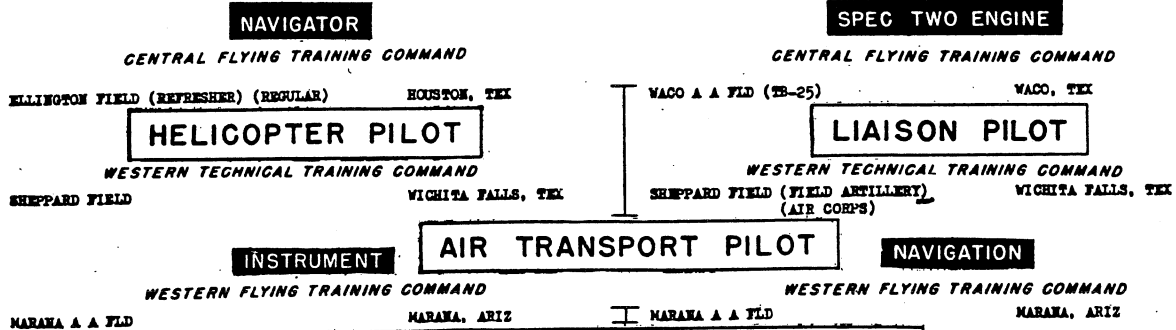 NAVIGATOR
CENTRAL FLYING TRAINING COMMAND
ELLINGTON FIELD (REFRESHER) (REGULAR) HOUSTON, TEX
SPEC TWO ENGINE
CENTRAL FLYING TRAINING COMMAND
WACO A A FLD (TB-25) WACO, TEX
HELICOPTER PILOT
WESTERN TECHNICAL TRAINING COMMAND
SHEPPARD FIELD WICHITA FALLS, TEX
LIAISON PILOT
WESTERN TECHNICAL TRAINING COMMAND
SHEPPARD FIELD (FIELD ARTILLERY) WICHITA FALLS, TEX
(AIR CORPS)
AIR TRANSPORT PILOT
INSTRUMENT
WESTERN FLYING TRAINING COMMAND
MARANA A A FLD MARANA, ARIZ
NAVIGATION
WESTERN FLYING TRAINING COMMAND
MARANA A A FLD MARANA, ARIZ